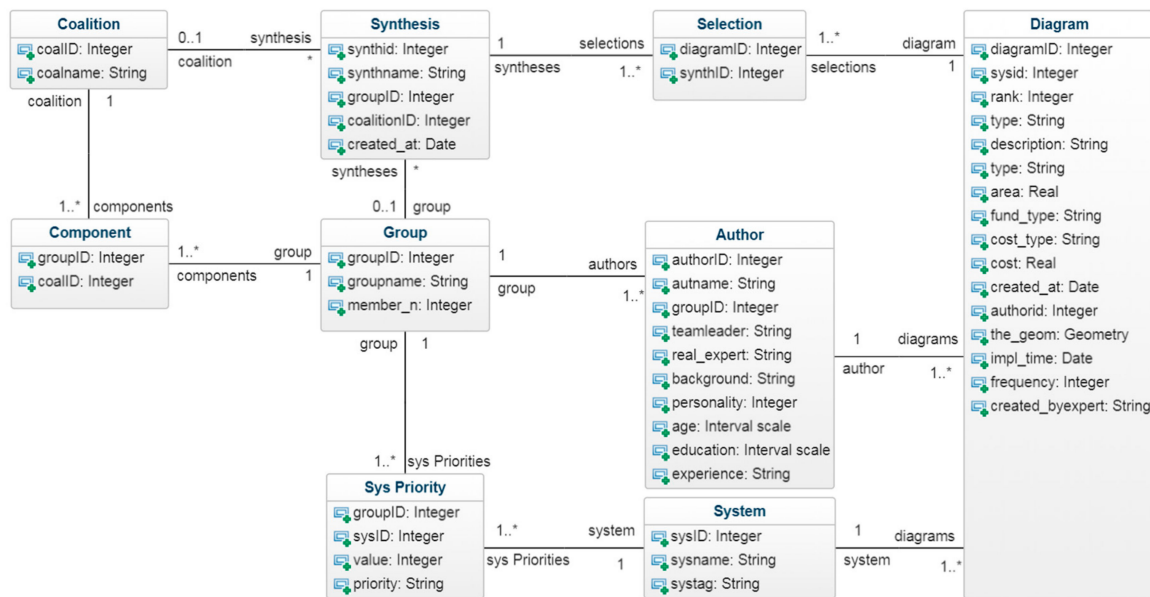 Coalition
coalID: Integer
coalname: String
0..1 synthesis
coalition *
Synthesis
synthid: Integer
synthname: String
groupID: Integer
coalitionID: Integer
created_at: Date
1 selections
syntheses 1..*
Selection
diagramID: Integer
synthID: Integer
1..* diagram
selections 1
Diagram
diagramID: Integer
sysid: Integer
rank: Integer
type: String
description: String
type: String
area: Real
fund_type: String
cost_type: String
cost: Real
created_at: Date
authorid: Integer
the_geom: Geometry
impl_time: Date
frequency: Integer
created_byexpert: String
coalition 1
1..* components
syntheses *
0..1 group
Component
groupID: Integer
coalID: Integer
1..* group
components 1
Group
groupID: Integer
groupname: String
member_n: Integer
1 authors
group 1..*
Author
authorID: Integer
autname: String
groupID: Integer
teamleader: String
real_expert: String
background: String
personality: Integer
age: Interval scale
education: Interval scale
experience: String
1 diagrams
author 1..*
group 1
1..* sys Priorities
Sys Priority
groupID: Integer
sysID: Integer
value: Integer
priority: String
1..* system
sys Priorities 1
System
sysID: Integer
sysname: String
systag: String
1 diagrams
system 1..*